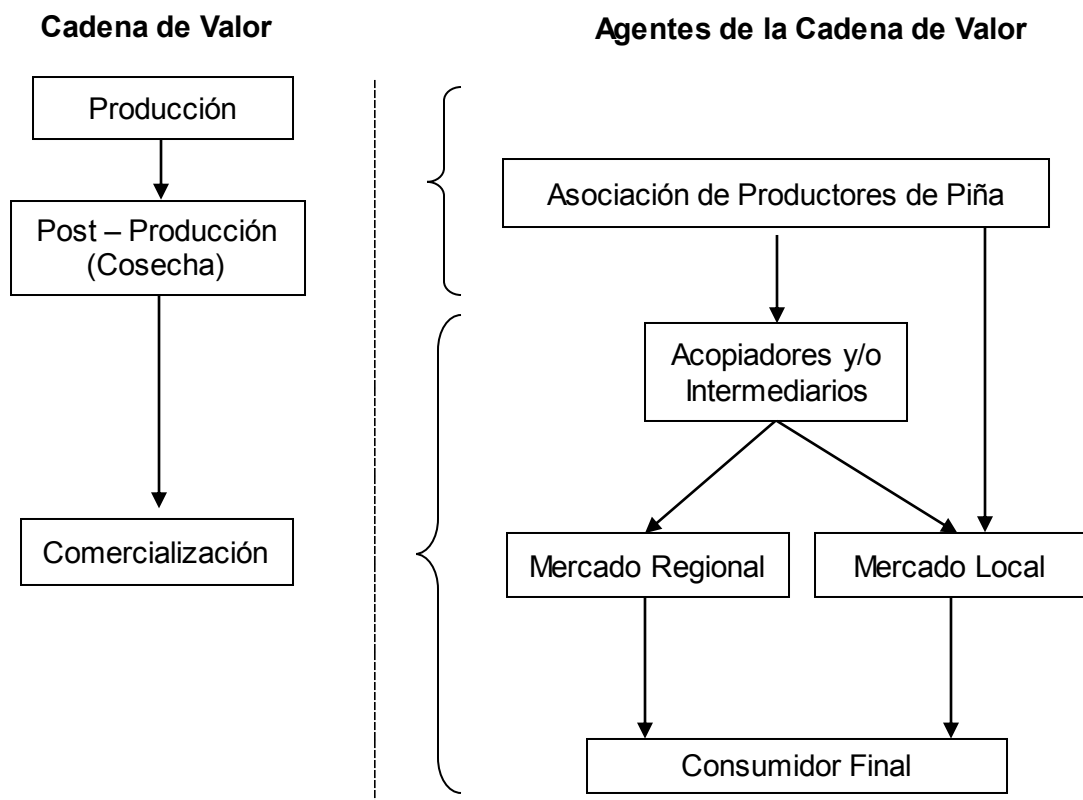 Cadena de Valor
Agentes de la Cadena de Valor
Producción
Asociación de Productores de Piña
Post – Producción
(Cosecha)
Acopiadores y/o
Intermediarios
Comercialización
Mercado Regional
Mercado Local
Consumidor Final